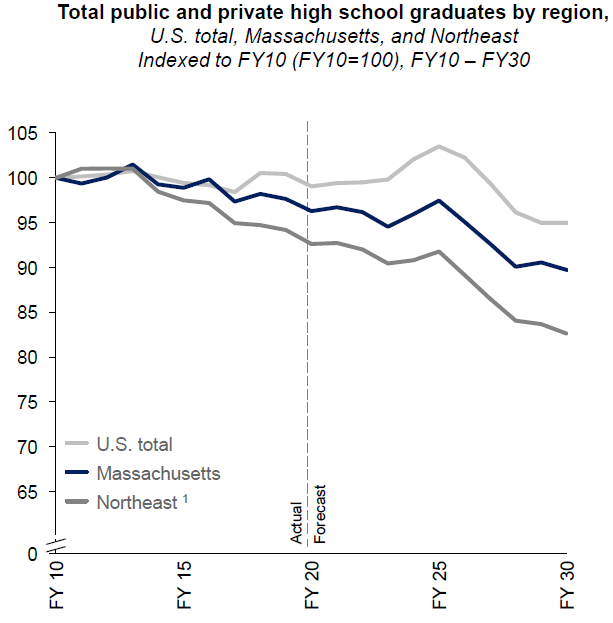 Total public and private high school graduates by region,
U.S. total, Massachusetts, and Northeast
Indexed to FY10 (FY10=100), FY10 – FY30
105
100
95
90
85
80
75
70
65
0
U.S. total
Massachusetts
Northeast 1
Actual
Forecast
FY 10
FY 15
FY 20
FY 25
FY 30